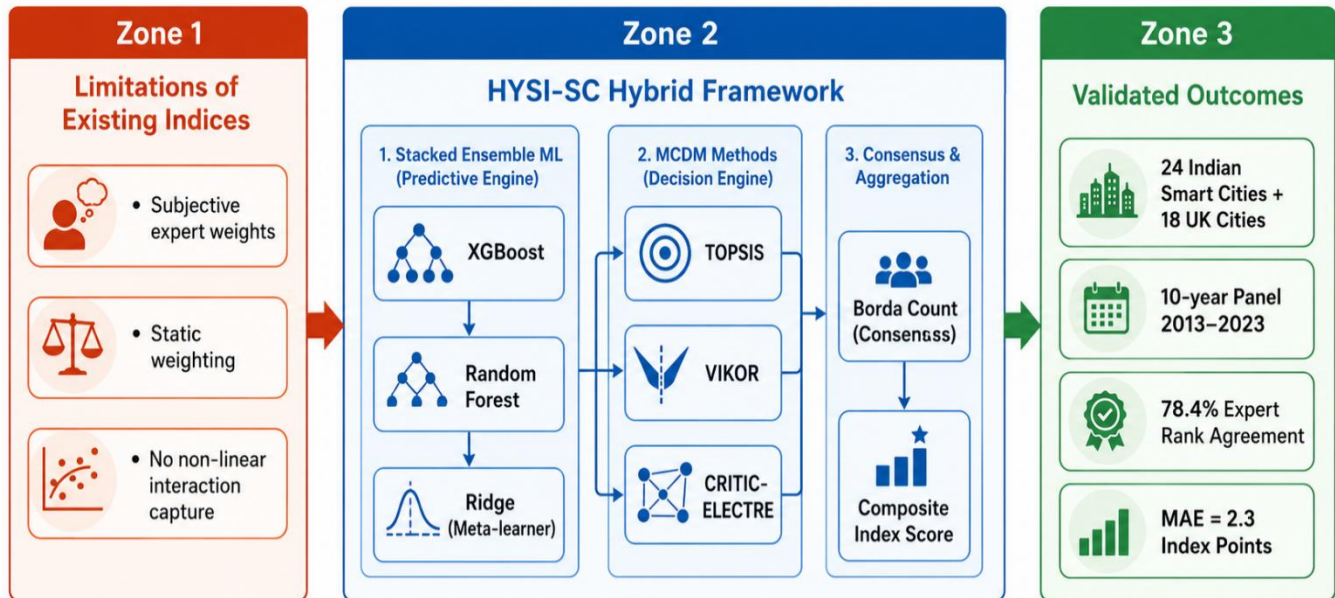 Zone 1
Limitations of
Existing Indices
• Subjective
expert weights
• Static
weighting
• No non-linear
interaction
capture
Zone 2
HYSI-SC Hybrid Framework
1. Stacked Ensemble ML
(Predictive Engine)
XGBoost
Random
Forest
Ridge
(Meta-learner)
2. MCDM Methods
(Decision Engine)
TOPSIS
VIKOR
CRITIC-
ELECTRE
3. Consensus &
Aggregation
Borda Count
(Consensss)
Composite
Index Score
Zone 3
Validated Outcomes
24 Indian
Smart Cities +
18 UK Cities
10-year Panel
2013–2023
78.4% Expert
Rank Agreement
MAE = 2.3
Index Points